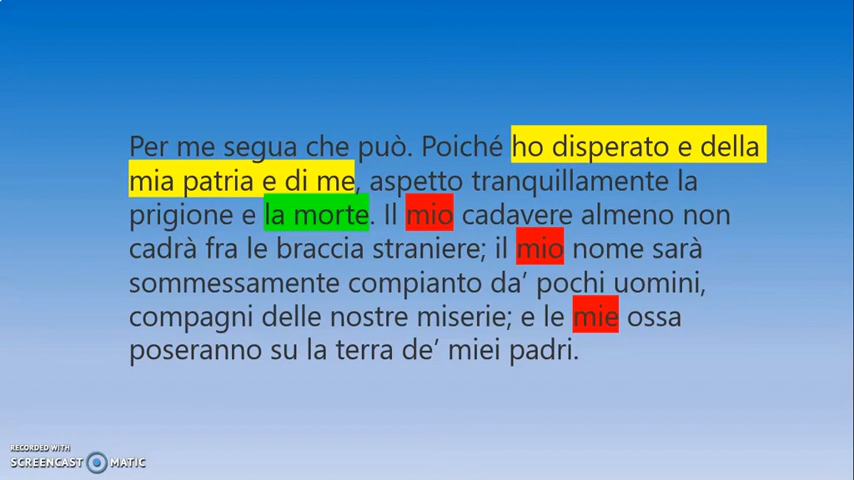 Per me segua che può. Poiché ho disperato e della
mia patria e di me, aspetto tranquillamente la
prigione e la morte. Il mio cadavere almeno non
cadrà fra le braccia straniere; il mio nome sarà
sommessamente compianto da’ pochi uomini,
compagni delle nostre miserie; e le mie ossa
poseranno su la terra de’ miei padri.
RECORDED WITH
SCREENCAST MATIC